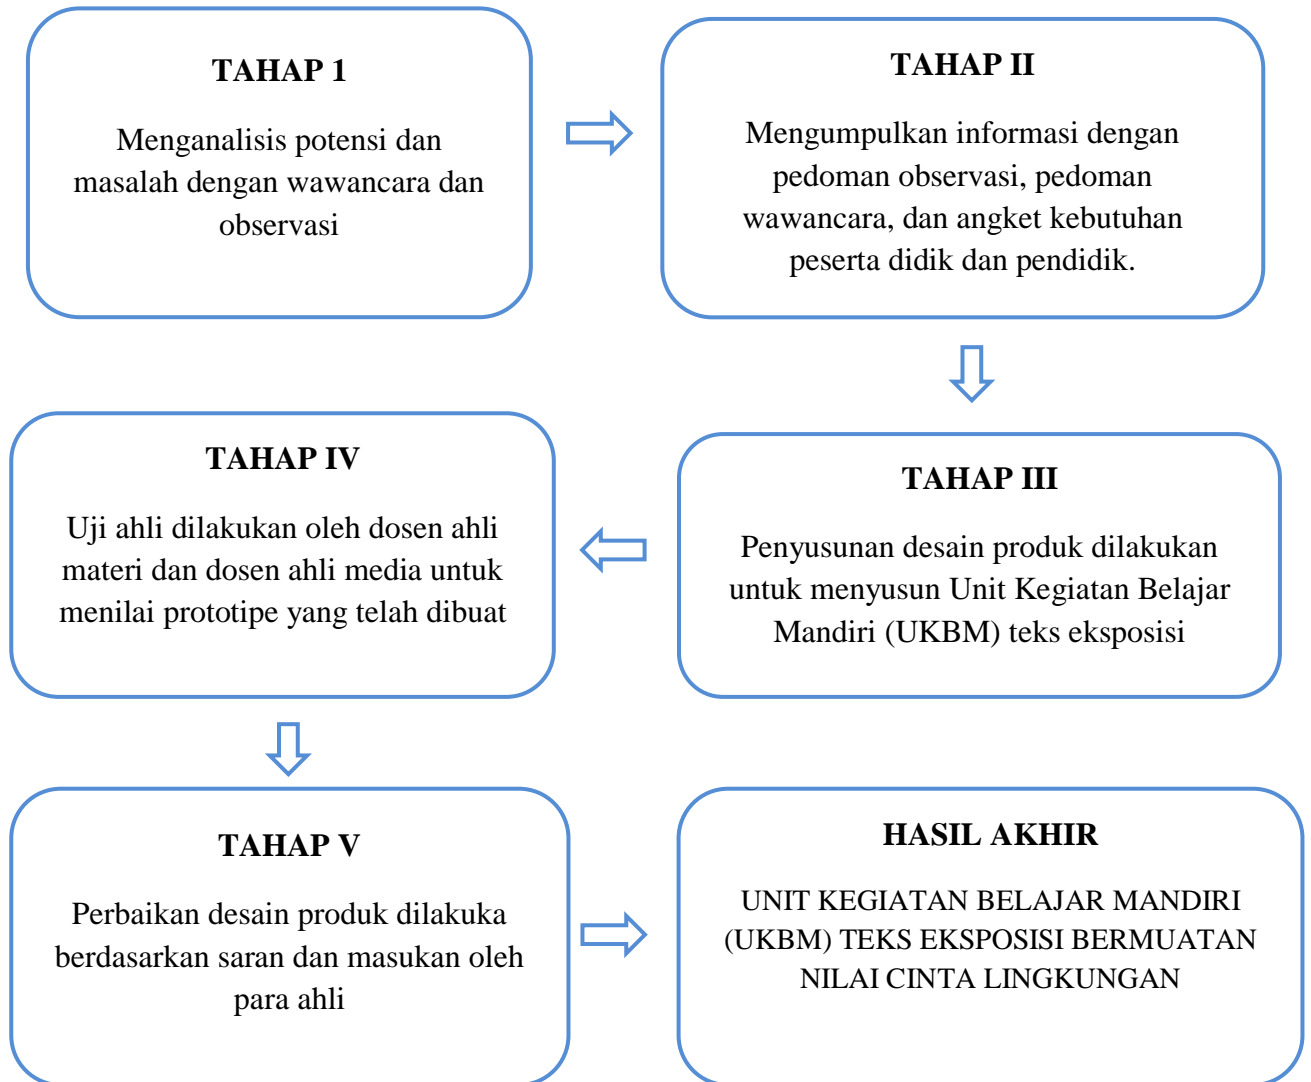 TAHAP 1
Menganalisis potensi dan
masalah dengan wawancara dan
observasi
TAHAP II
Mengumpulkan informasi dengan
pedoman observasi, pedoman
wawancara, dan angket kebutuhan
peserta didik dan pendidik.
TAHAP III
Penyusunan desain produk dilakukan
untuk menyusun Unit Kegiatan Belajar
Mandiri (UKBM) teks eksposisi
TAHAP IV
Uji ahli dilakukan oleh dosen ahli
materi dan dosen ahli media untuk
menilai prototipe yang telah dibuat
TAHAP V
Perbaikan desain produk dilakuka
berdasarkan saran dan masukan oleh
para ahli
HASIL AKHIR
UNIT KEGIATAN BELAJAR MANDIRI
(UKBM) TEKS EKSPOSISI BERMUATAN
NILAI CINTA LINGKUNGAN